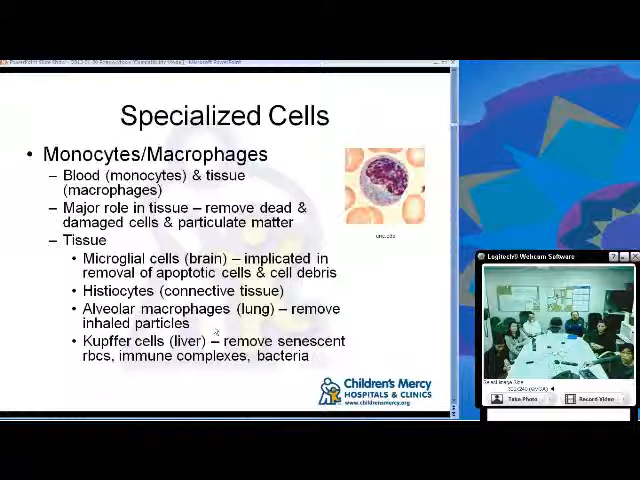 Specialized Cells
• Monocytes/Macrophages
– Blood (monocytes) & tissue
(macrophages)
– Major role in tissue – remove dead &
damaged cells & particulate matter
– Tissue
• Microglial cells (brain) – implicated in
removal of apoptotic cells & cell debris
• Histiocytes (connective tissue)
• Alveolar macrophages (lung) – remove
inhaled particles
• Kupffer cells (liver) – remove senescent
rbcs, immune complexes, bacteria
Children's Mercy
HOSPITALS & CLINICS
www.childrensmercy.org
Logitech® Webcam Software
Select Image Size
Take Photo
Record Video